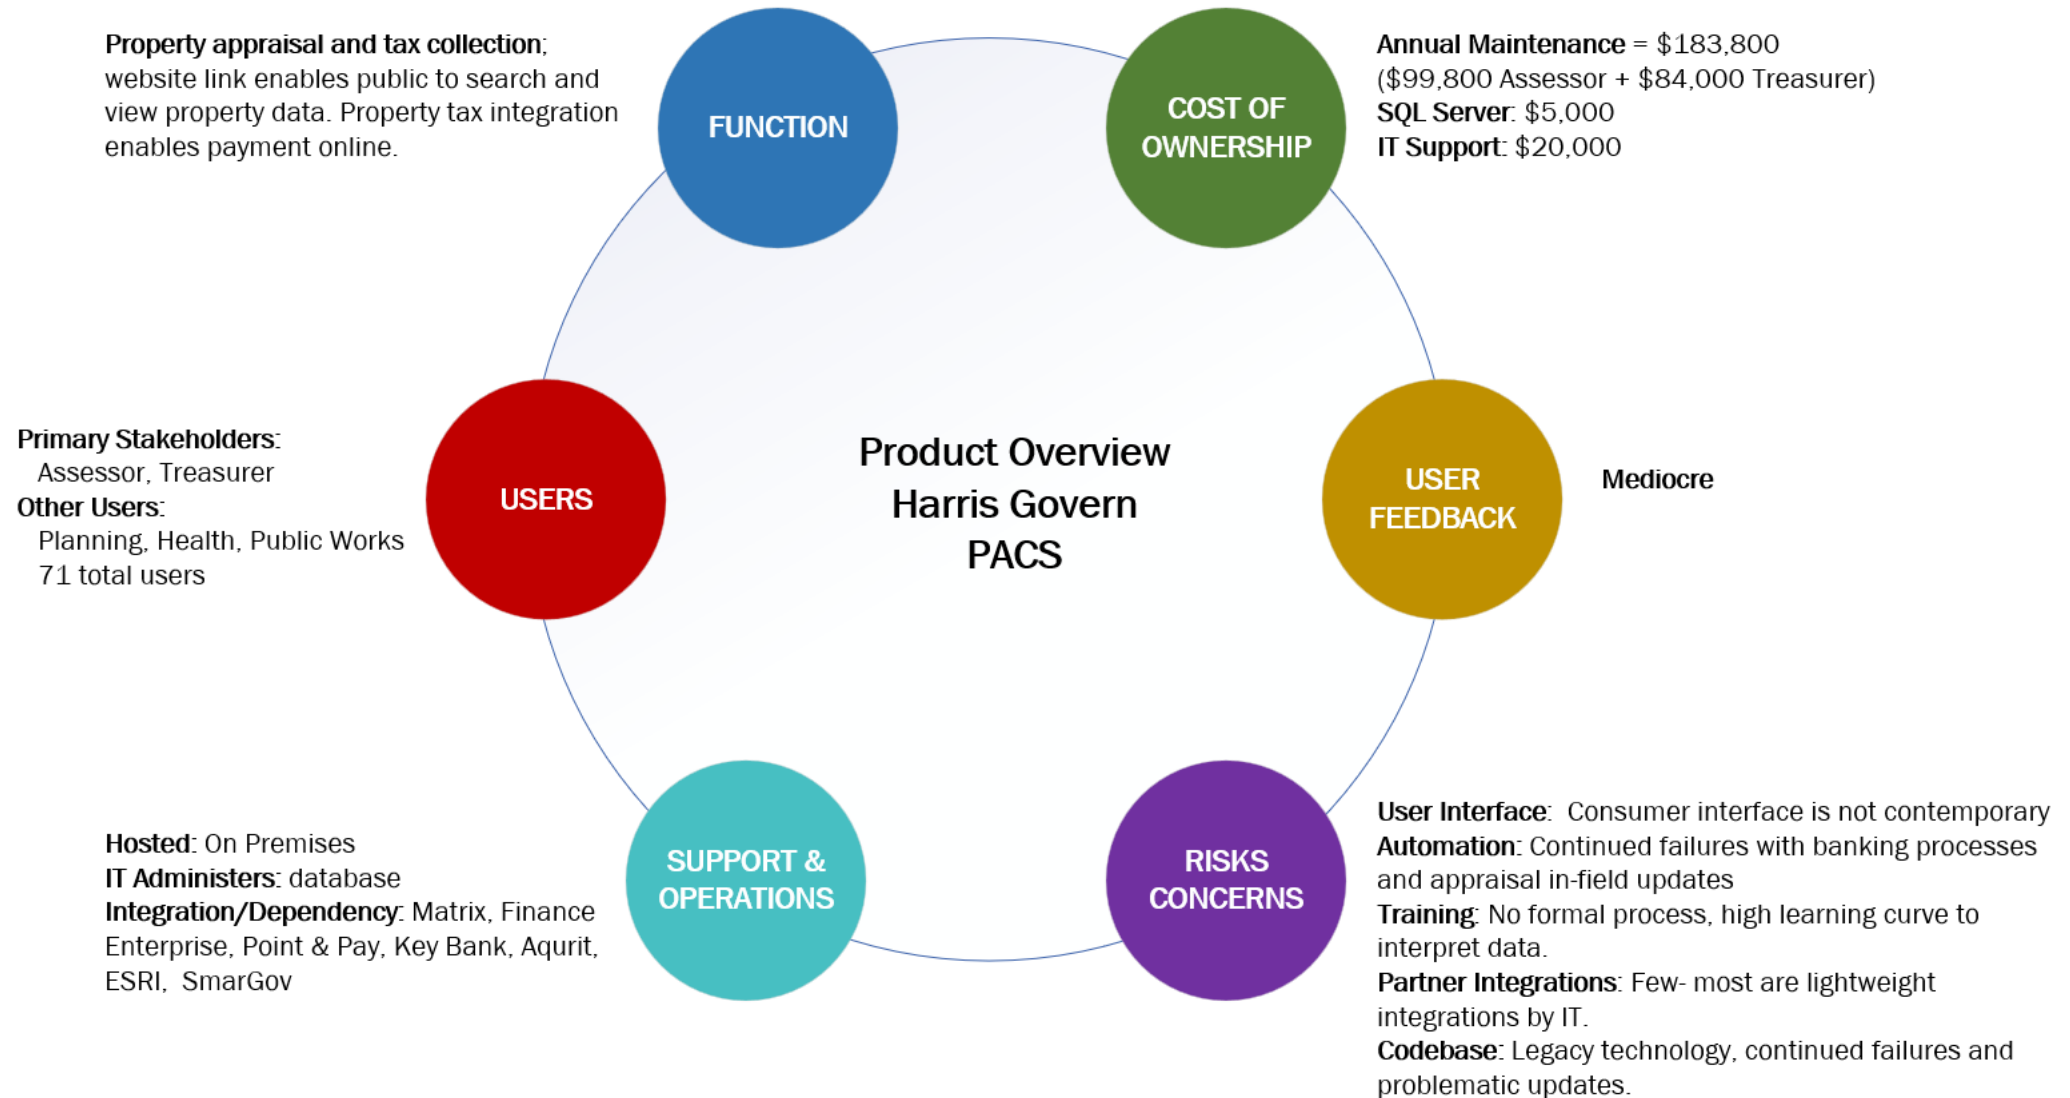 Property appraisal and tax collection;
website link enables public to search and
view property data. Property tax integration
enables payment online.
FUNCTION
COST OF
OWNERSHIP
Annual Maintenance = $183,800
($99,800 Assessor + $84,000 Treasurer)
SQL Server: $5,000
IT Support: $20,000
Primary Stakeholders:
Assessor, Treasurer
Other Users:
Planning, Health, Public Works
71 total users
USERS
Product Overview
Harris Govern
PACS
USER
FEEDBACK
Mediocre
Hosted: On Premises
IT Administers: database
Integration/Dependency: Matrix, Finance
Enterprise, Point & Pay, Key Bank, Aqurit,
ESRI, SmarGov
SUPPORT &
OPERATIONS
RISKS
CONCERNS
User Interface: Consumer interface is not contemporary
Automation: Continued failures with banking processes
and appraisal in-field updates
Training: No formal process, high learning curve to
interpret data.
Partner Integrations: Few- most are lightweight
integrations by IT.
Codebase: Legacy technology, continued failures and
problematic updates.